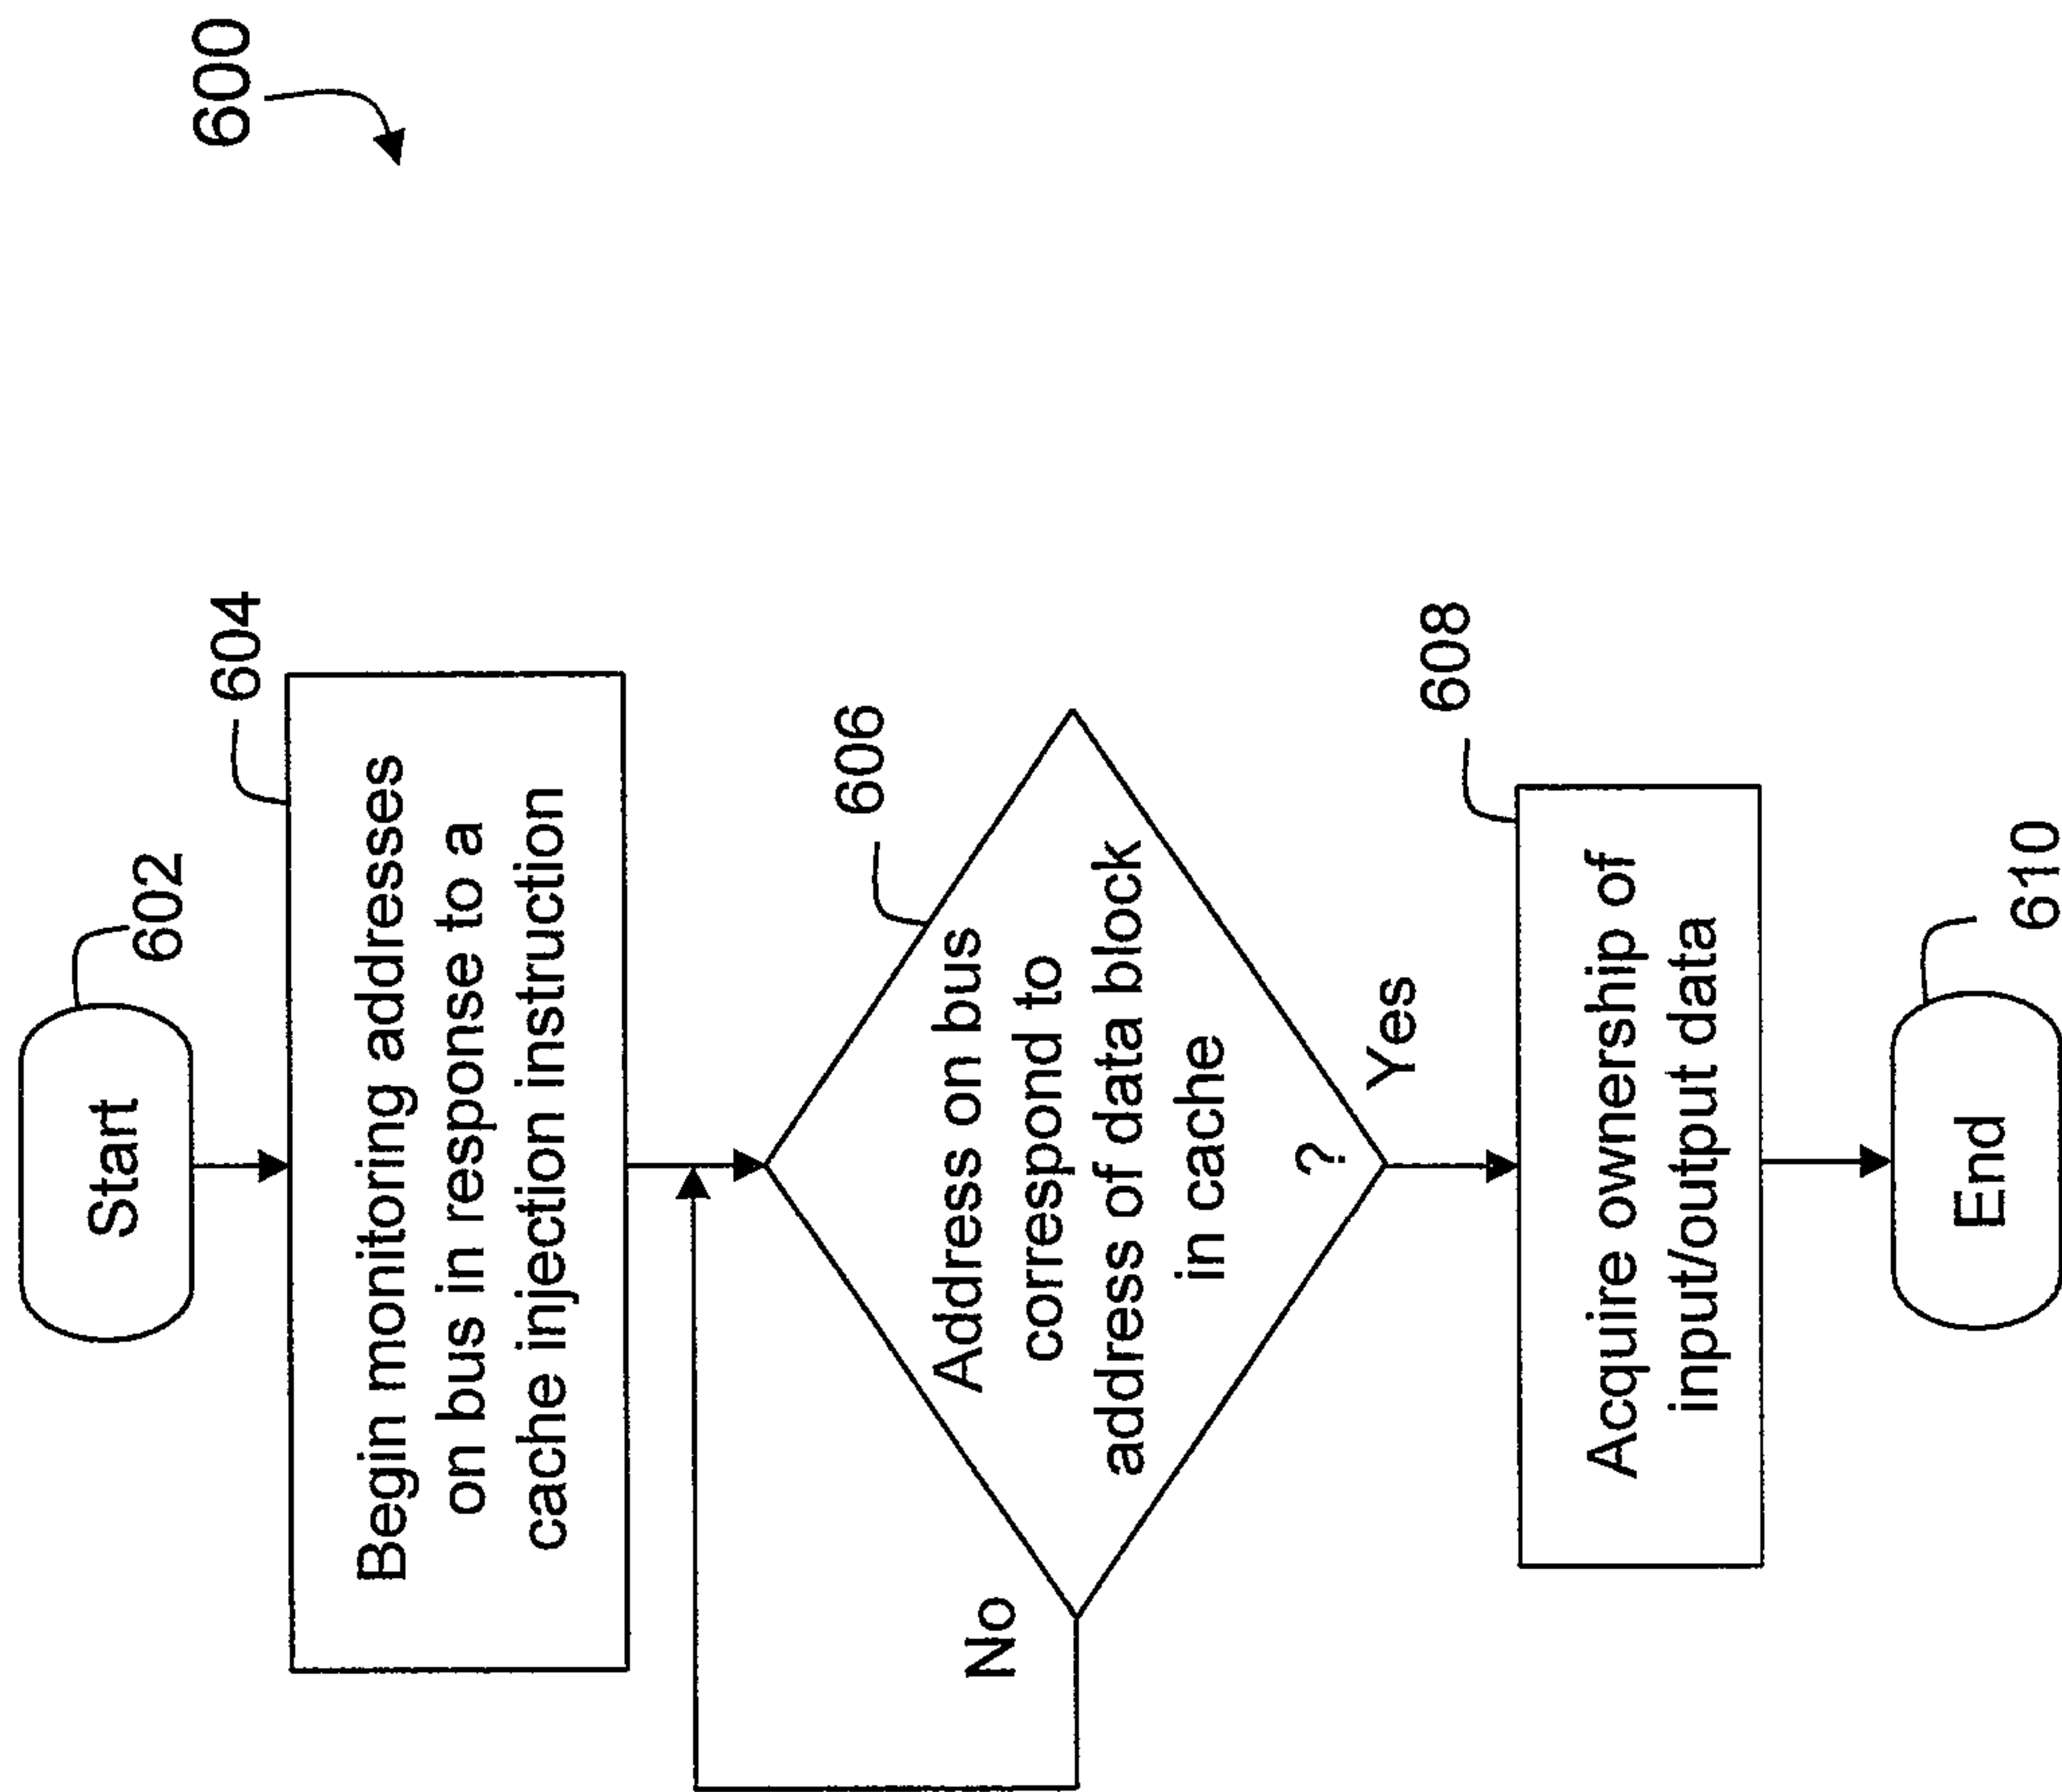 600
Start
602
604
Begin monitoring addresses
on bus in response to a
cache injection instruction
606
Address on bus
correspond to
address of data block
in cache
?
No
Yes
608
Acquire ownership of
input/output data
End
610